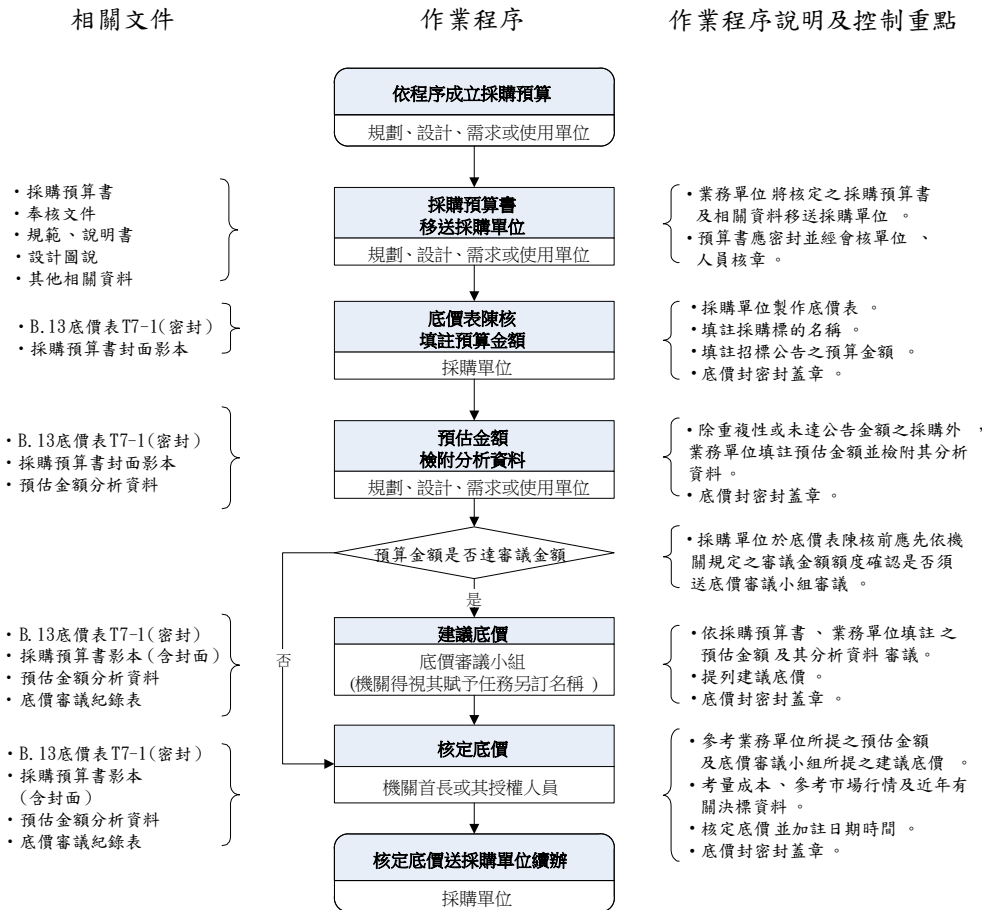 相關文件
作業程序
作業程序說明及控制重點
依程序成立採購預算
規劃、設計、需求或使用單位
・採購預算書
・奉核文件
・規範、說明書
・設計圖說
・其他相關資料
採購預算書
移送採購單位
規劃、設計、需求或使用單位
・業務單位將核定之採購預算書
及相關資料移送採購單位。
・預算書應密封並經會核單位、
人員核章。
・B.13底價表T7-1(密封)
・採購預算書封面影本
底價表陳核
填註預算金額
採購單位
・採購單位製作底價表。
・填註採購標的名稱。
・填註招標公告之預算金額。
・底價封密封蓋章。
・B.13底價表T7-1(密封)
・採購預算書封面影本
・預估金額分析資料
預估金額
檢附分析資料
規劃、設計、需求或使用單位
・除重複性或未達公告金額之採購外，
業務單位填註預估金額並檢附其分析
資料。
・底價封密封蓋章。
預算金額是否達審議金額
・採購單位於底價表陳核前應先依機
關規定之審議金額額度確認是否須
送底價審議小組審議。
是
否
・B.13底價表T7-1(密封)
・採購預算書影本(含封面)
・預估金額分析資料
・底價審議紀錄表
建議底價
底價審議小組
(機關得視其賦予任務另訂名稱)
・依採購預算書、業務單位填註之
預估金額及其分析資料審議。
・提列建議底價。
・底價封密封蓋章。
・B.13底價表T7-1(密封)
・採購預算書影本
(含封面)
・預估金額分析資料
・底價審議紀錄表
核定底價
機關首長或其授權人員
・參考業務單位所提之預估金額
及底價審議小組所提之建議底價。
・考量成本、參考市場行情及近年有
關決標資料。
・核定底價並加註日期時間。
・底價封密封蓋章。
核定底價送採購單位續辦
採購單位